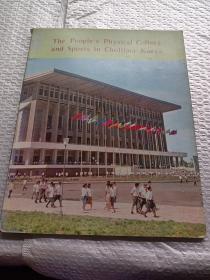 The People's Physical Culture
and Sports in Chollima Korea